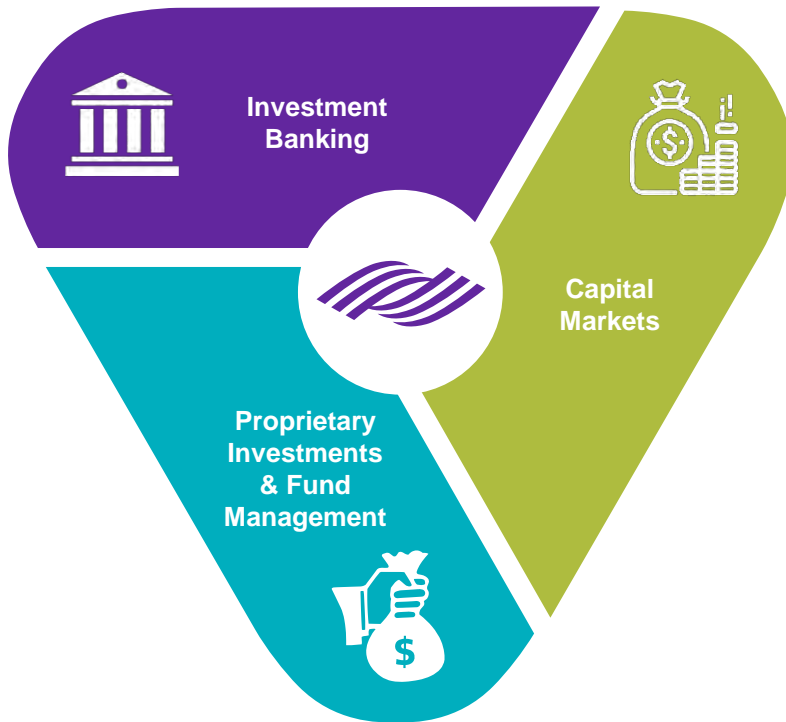 Investment
Banking
Capital
Markets
Proprietary
Investments
& Fund
Management
$
$